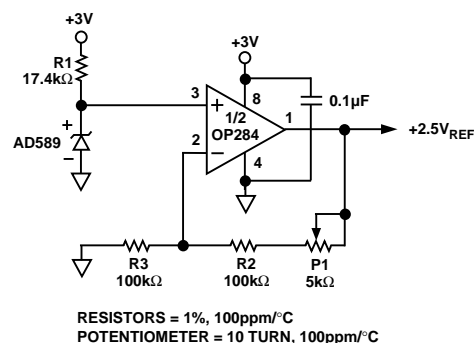 +3V
R1
17.4kΩ
+3V
3
+
8
0.1µF
1/2
OP284
1
+2.5VREF
AD589
+
−
2
−
4
R3
100kΩ
R2
100kΩ
P1
5kΩ
RESISTORS = 1%, 100ppm/°C
POTENTIOMETER = 10 TURN, 100ppm/°C